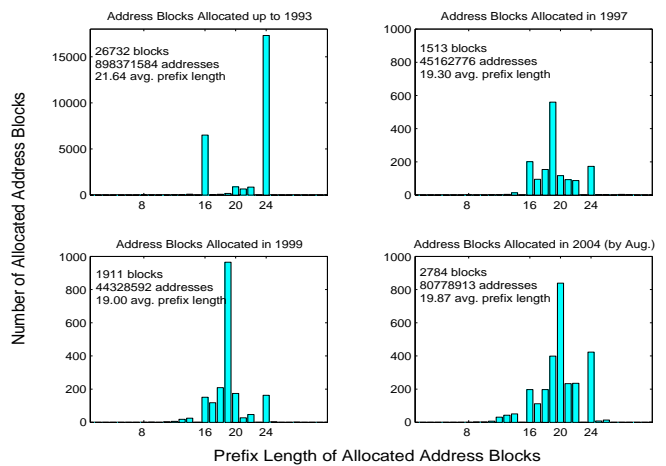 Address Blocks Allocated up to 1993
15000
10000
5000
0
26732 blocks
898371584 addresses
21.64 avg. prefix length
8 16 20 24
Address Blocks Allocated in 1997
1000
800
600
400
200
0
1513 blocks
45162776 addresses
19.30 avg. prefix length
8 16 20 24
Number of Allocated Address Blocks
Address Blocks Allocated in 1999
1000
800
600
400
200
0
1911 blocks
44328592 addresses
19.00 avg. prefix length
8 16 20 24
Address Blocks Allocated in 2004 (by Aug.)
1000
800
600
400
200
0
2784 blocks
80778913 addresses
19.87 avg. prefix length
8 16 20 24
Prefix Length of Allocated Address Blocks